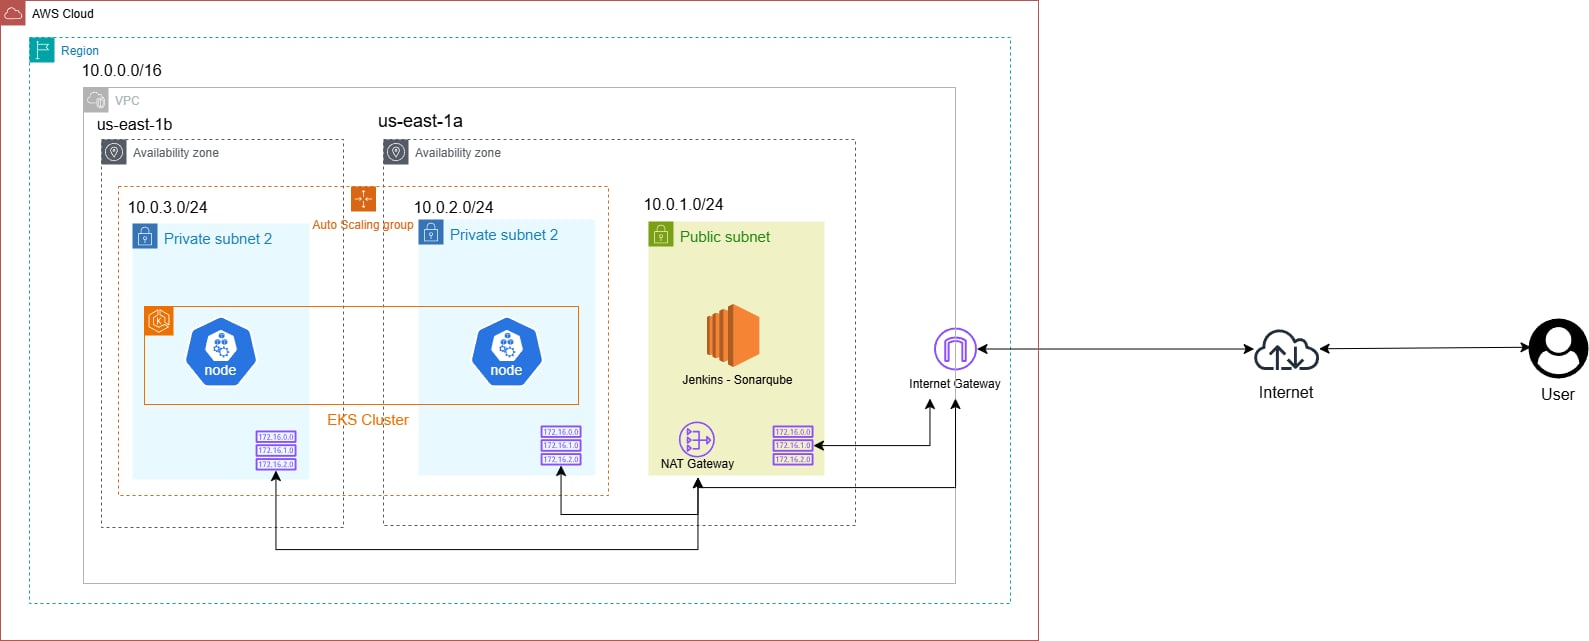 AWS Cloud
Region
10.0.0.0/16
VPC
us-east-1b
us-east-1a
Availability zone
Availability zone
10.0.3.0/24
10.0.2.0/24
10.0.1.0/24
Auto Scaling group
Private subnet 2
Private subnet 2
Public subnet
K
node
node
Jenkins - Sonarqube
Internet Gateway
Internet
User
EKS Cluster
172.16.0.0
172.16.1.0
172.16.2.0
172.16.0.0
172.16.1.0
172.16.2.0
NAT Gateway
172.16.0.0
172.16.1.0
172.16.2.0